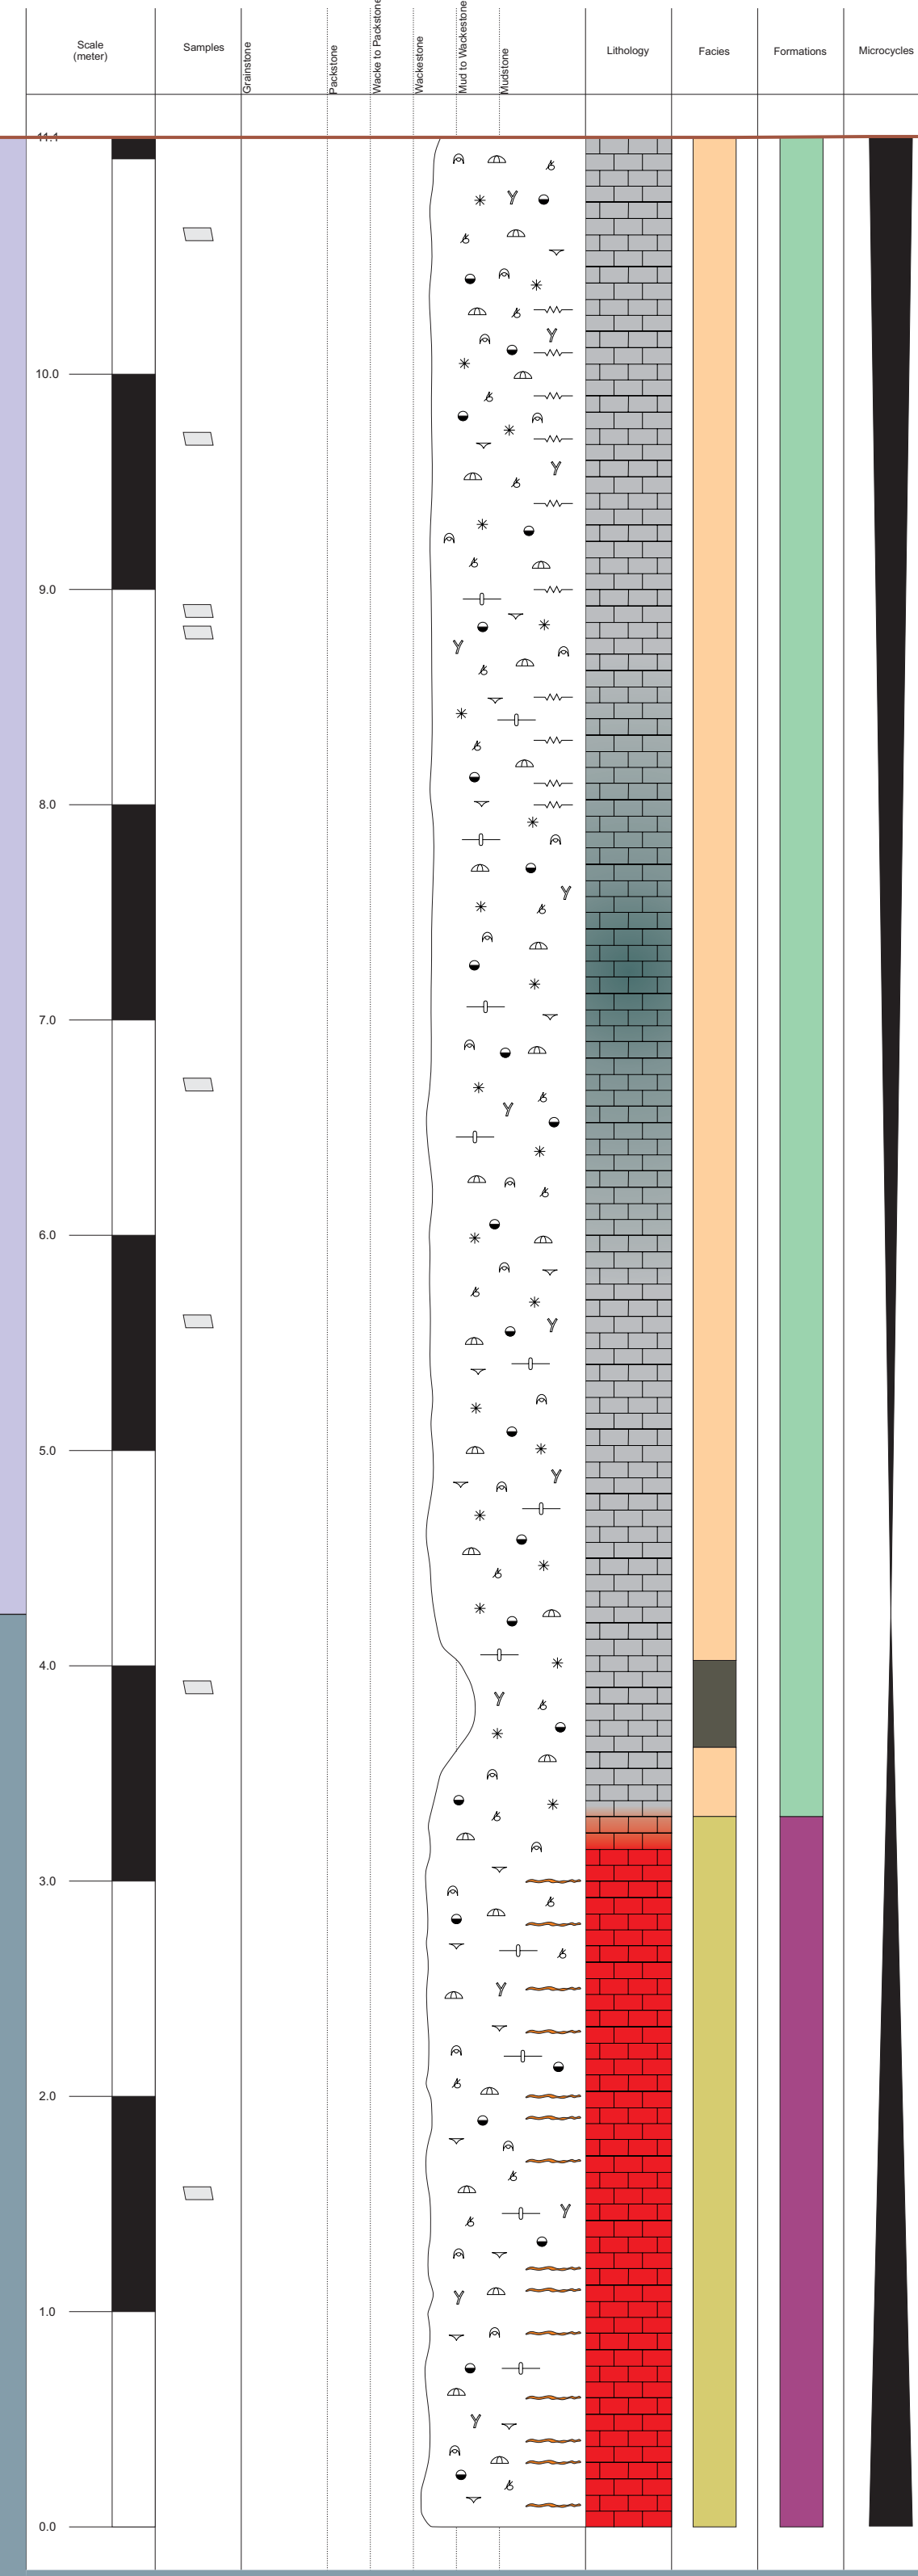 Scale
(meter)
Samples
Grainstone
Packstone
Wacke to Packstone
Wackestone
Mud to Wackestone
Mudstone
Lithology
Facies
Formations
Microcycles
11.1
10.0
9.0
8.0
7.0
6.0
5.0
4.0
3.0
2.0
1.0
0.0